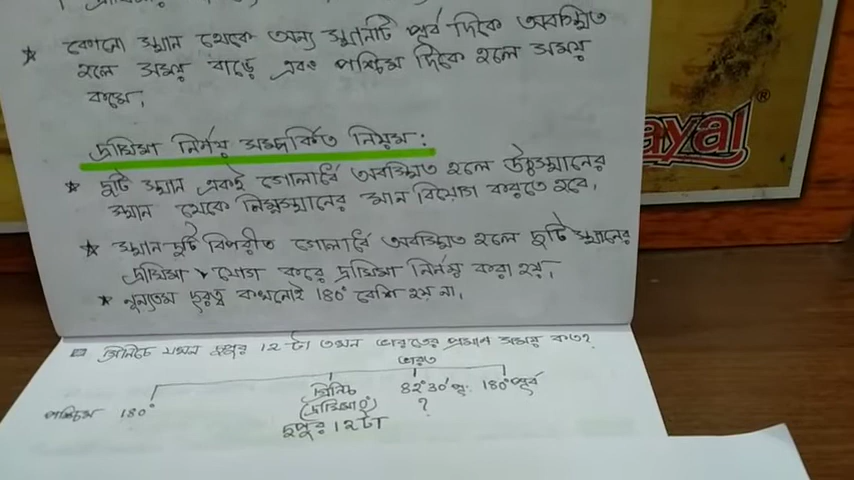 কোনো স্থান থেকে অন্য স্থানটি পূর্ব দিকে অবস্থিত
হলে সময় বাড়ে এবং পশ্চিম দিকে হলে সময়
কমে।
দ্রাঘিমা নির্ণয় সম্পর্কিত নিয়ম:
দুটি স্থান একই গোলার্ধে অবস্থিত হলে উচ্চস্থানের
মান থেকে নিম্নস্থানের মান বিয়োগ করতে হবে।
স্থান দুটি বিপরীত গোলার্ধে অবস্থিত হলে দুটি স্থানের
দ্রাঘিমা যোগ করে দ্রাঘিমা নির্ণয় করা হয়।
ন্যূনতম দূরত্ব কখনোই 180° বেশি হয় না।
গ্রিনিচে যখন দুপুর 12 টা তখন ভারতের প্রমাণ সময় কত?
ভারত
পশ্চিম 180° গ্রিনিচ 82°30' পূ: 180° পূর্ব
(দ্রাঘিমা 0°) ?
দুপুর 12টা
ayal®